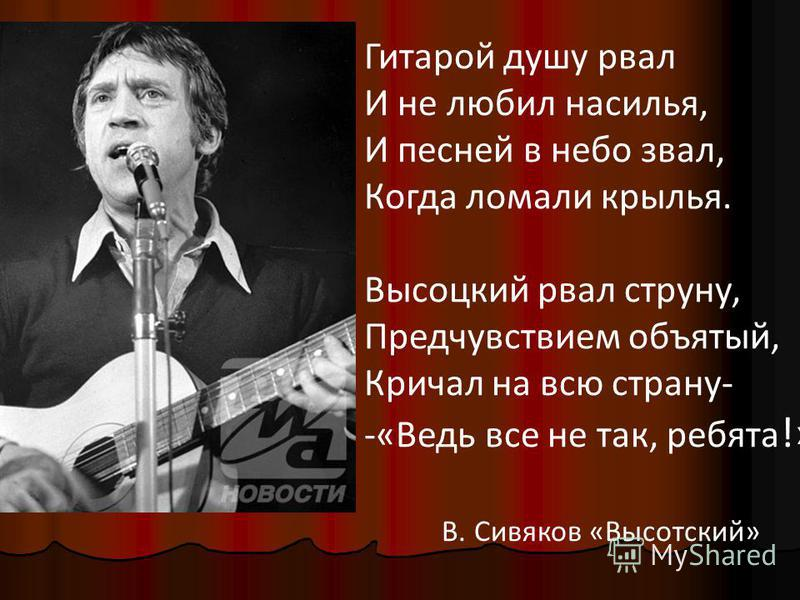 Гитарой душу рвал
И не любил насилья,
И песней в небо звал,
Когда ломали крылья.
Высоцкий рвал струну,
Предчувствием объятый,
Кричал на всю страну-
-«Ведь все не так, ребята!»
В. Сивяков «Высотский»
НОВОСТИ
MyShared